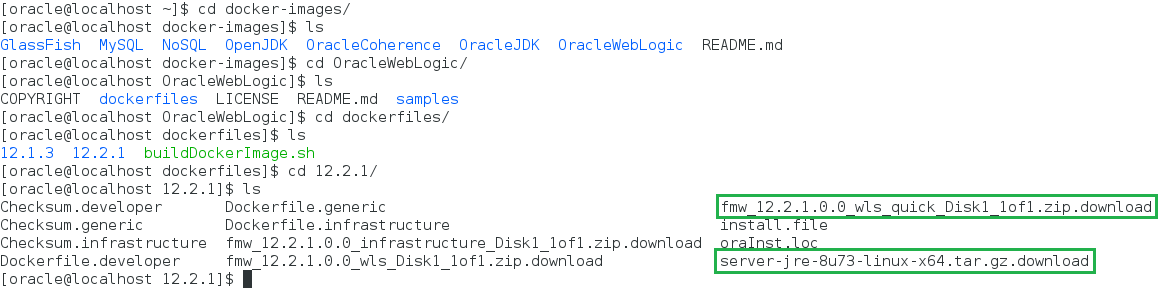 [oracle@localhost ~]$ cd docker-images/
[oracle@localhost docker-images]$ ls
GlassFish  MySQL  NoSQL  OpenJDK  OracleCoherence  OracleJDK  OracleWebLogic  README.md
[oracle@localhost docker-images]$ cd OracleWebLogic/
[oracle@localhost OracleWebLogic]$ ls
COPYRIGHT  dockerfiles  LICENSE  README.md  samples
[oracle@localhost OracleWebLogic]$ cd dockerfiles/
[oracle@localhost dockerfiles]$ ls
12.1.3  12.2.1  buildDockerImage.sh
[oracle@localhost dockerfiles]$ cd 12.2.1/
[oracle@localhost 12.2.1]$ ls
Checksum.developer       Dockerfile.generic                                     fmw_12.2.1.0.0_wls_quick_Disk1_1of1.zip.download
Checksum.generic         Dockerfile.infrastructure                              install.file
Checksum.infrastructure  fmw_12.2.1.0.0_infrastructure_Disk1_1of1.zip.download  oraInst.loc
Dockerfile.developer     fmw_12.2.1.0.0_wls_Disk1_1of1.zip.download             server-jre-8u73-linux-x64.tar.gz.download
[oracle@localhost 12.2.1]$